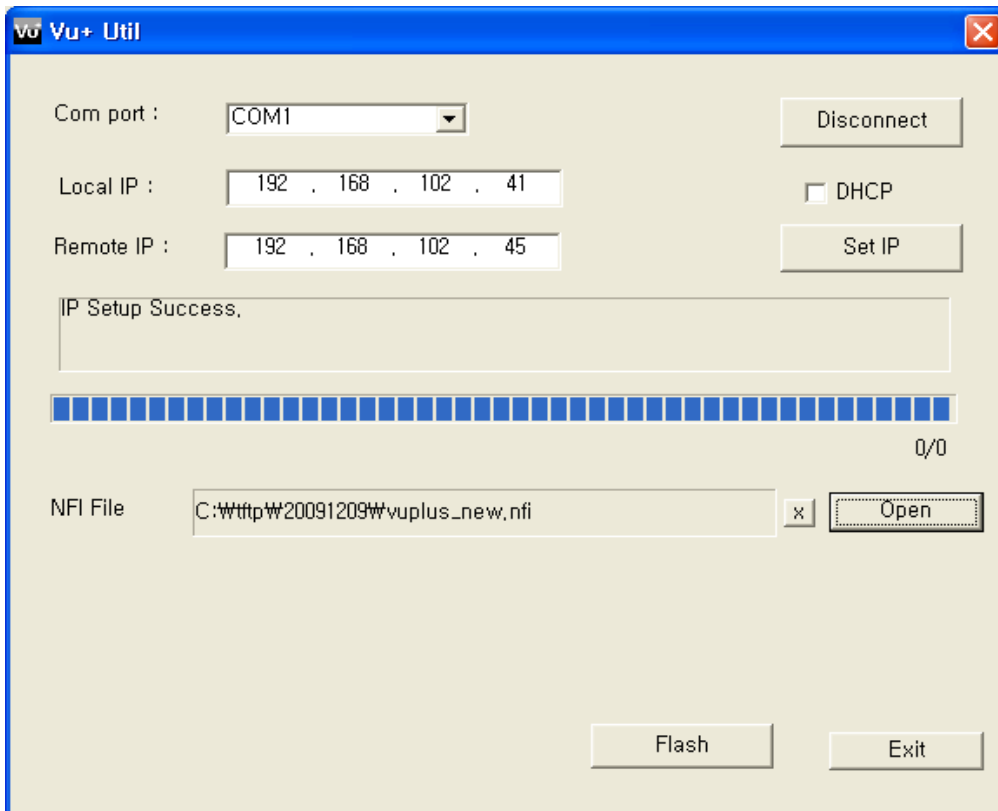 Vu+ Vu+ Util
Com port : COM1 Disconnect
Local IP : 192 . 168 . 102 . 41 DHCP
Remote IP : 192 . 168 . 102 . 45 Set IP
IP Setup Success.
0/0
NFI File C:₩tftp₩20091209₩vuplus_new.nfi x Open
Flash Exit